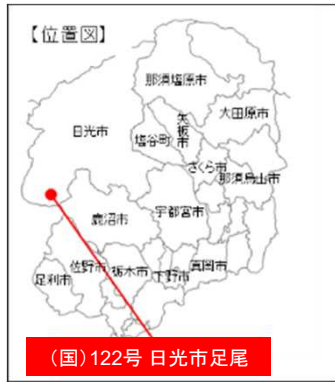 【位置図】
那須塩原市
大田原市
日光市
矢板市
塩谷町
さくら市
那須烏山市
宇都宮市
鹿沼市
佐野市
栃木市
下野市
真岡市
足利市
（国）122号 日光市足尾